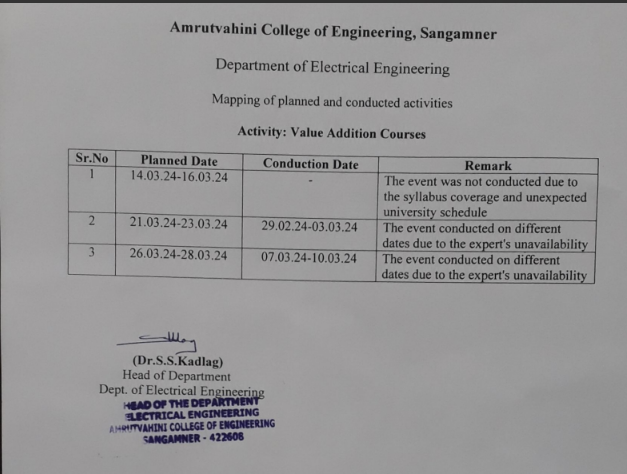 Amrutvahini College of Engineering, Sangamner
Department of Electrical Engineering
Mapping of planned and conducted activities
Activity: Value Addition Courses
Sr.No Planned Date Conduction Date Remark
1 14.03.24-16.03.24 - The event was not conducted due to
the syllabus coverage and unexpected
university schedule
2 21.03.24-23.03.24 29.02.24-03.03.24 The event conducted on different
dates due to the expert's unavailability
3 26.03.24-28.03.24 07.03.24-10.03.24 The event conducted on different
dates due to the expert's unavailability
(Dr.S.S.Kadlag)
Head of Department
Dept. of Electrical Engineering
HEAD OF THE DEPARTMENT
ELECTRICAL ENGINEERING
AMRUTVAHINI COLLEGE OF ENGINEERING
SANGAMNER - 422608